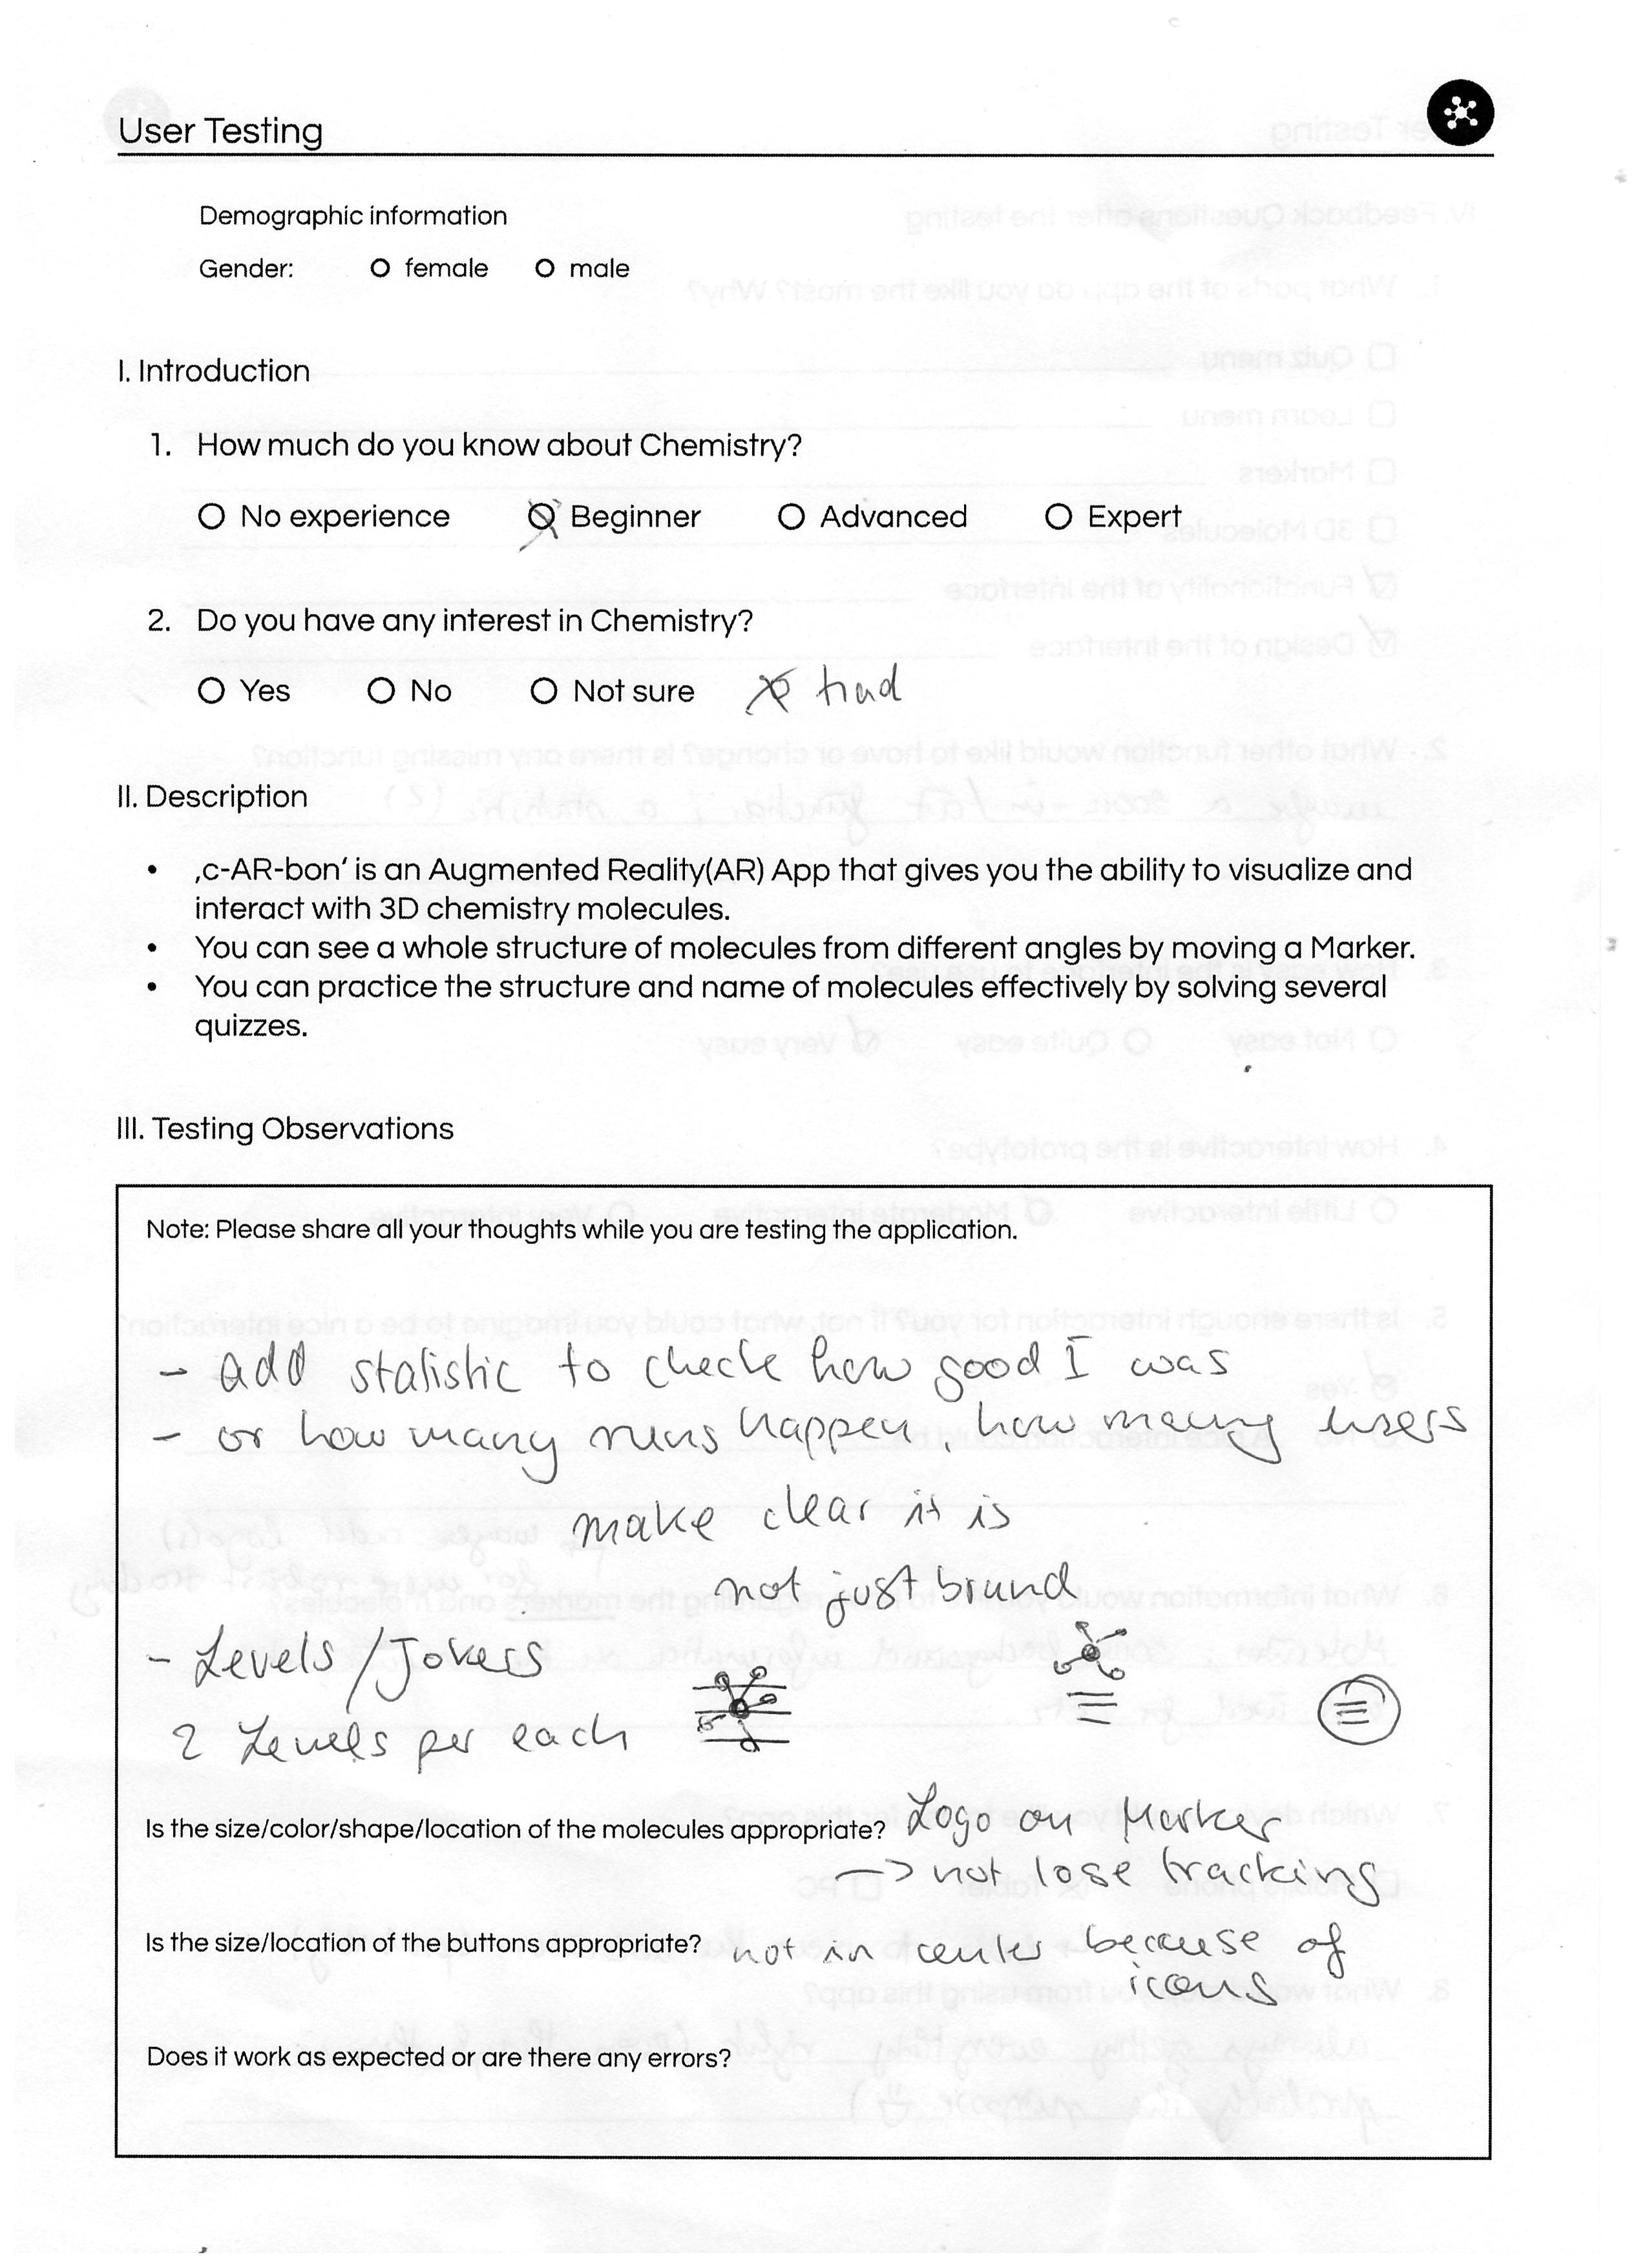 User Testing
Demographic information
Gender: O female O male
I. Introduction
1. How much do you know about Chemistry?
O No experience O Beginner O Advanced O Expert
2. Do you have any interest in Chemistry?
O Yes O No O Not sure had
II. Description
• ‚c-AR-bon‘ is an Augmented Reality(AR) App that gives you the ability to visualize and
interact with 3D chemistry molecules.
• You can see a whole structure of molecules from different angles by moving a Marker.
• You can practice the structure and name of molecules effectively by solving several
quizzes.
III. Testing Observations
Note: Please share all your thoughts while you are testing the application.
- add statistic to check how good I was
- or how many runs happen, how many users
make clear it is
not just brand
- Levels/Jokers
2 Levels per each
Is the size/color/shape/location of the molecules appropriate? Logo on Marker
-> not lose tracking
Is the size/location of the buttons appropriate? not in center because of
icons
Does it work as expected or are there any errors?